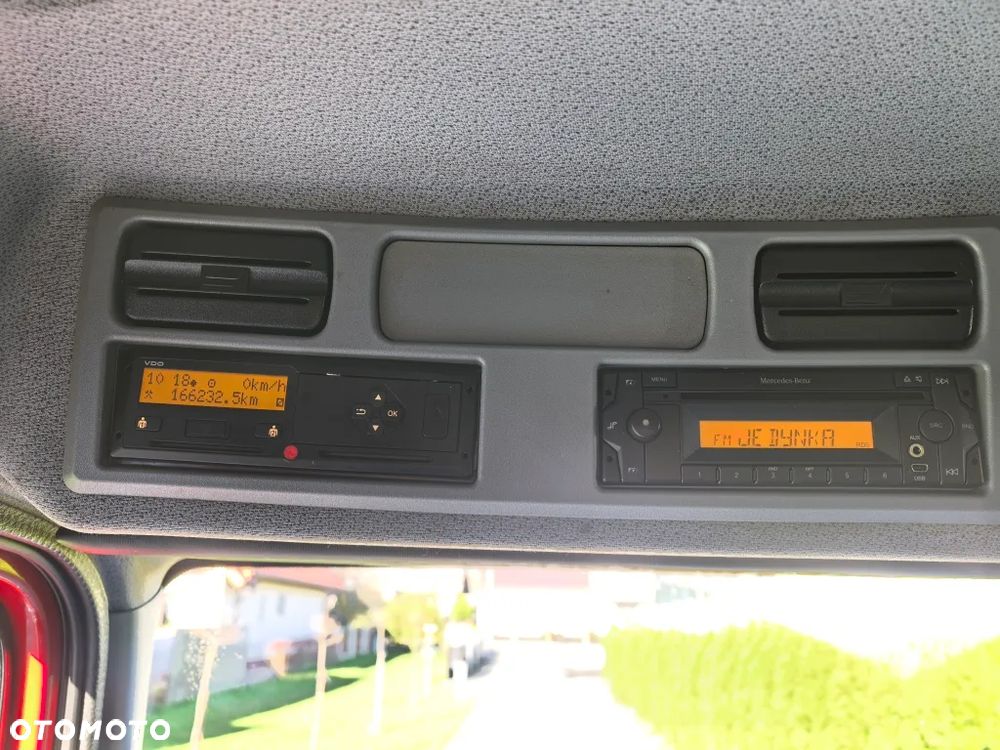 VDO
10 18 0km/h
166232.5km
OK
MENU
Mercedes-Benz
FM JEDYNKA
RDS
SRC
AUX
USB
2 3 4 5 6
OTOMOTO